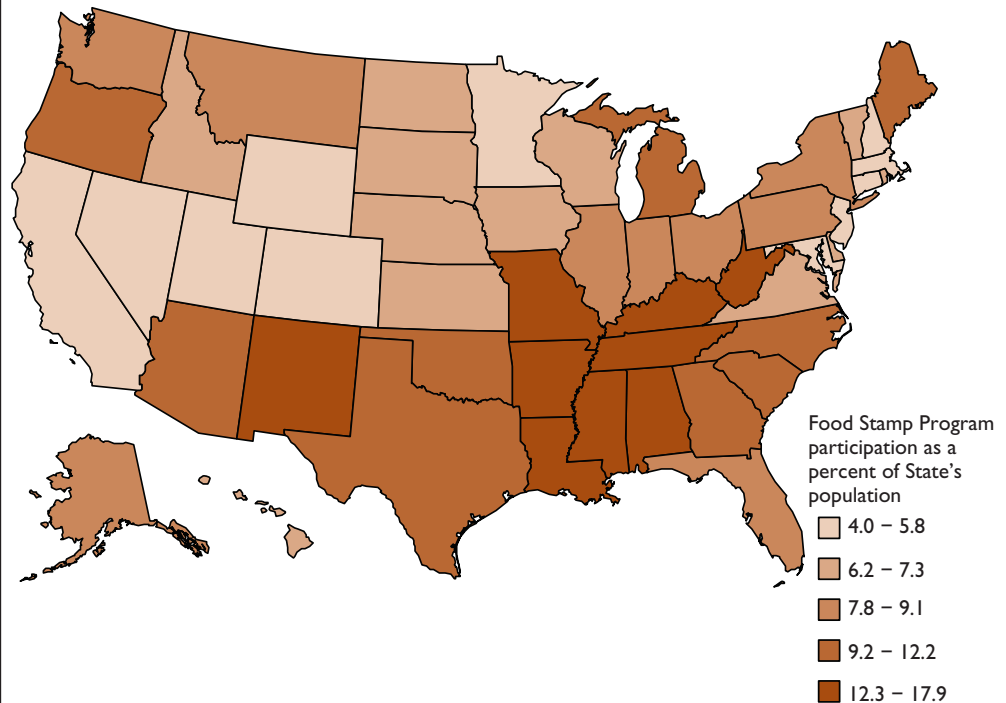 Food Stamp Program
participation as a
percent of State's
population
4.0 – 5.8
6.2 – 7.3
7.8 – 9.1
9.2 – 12.2
12.3 – 17.9